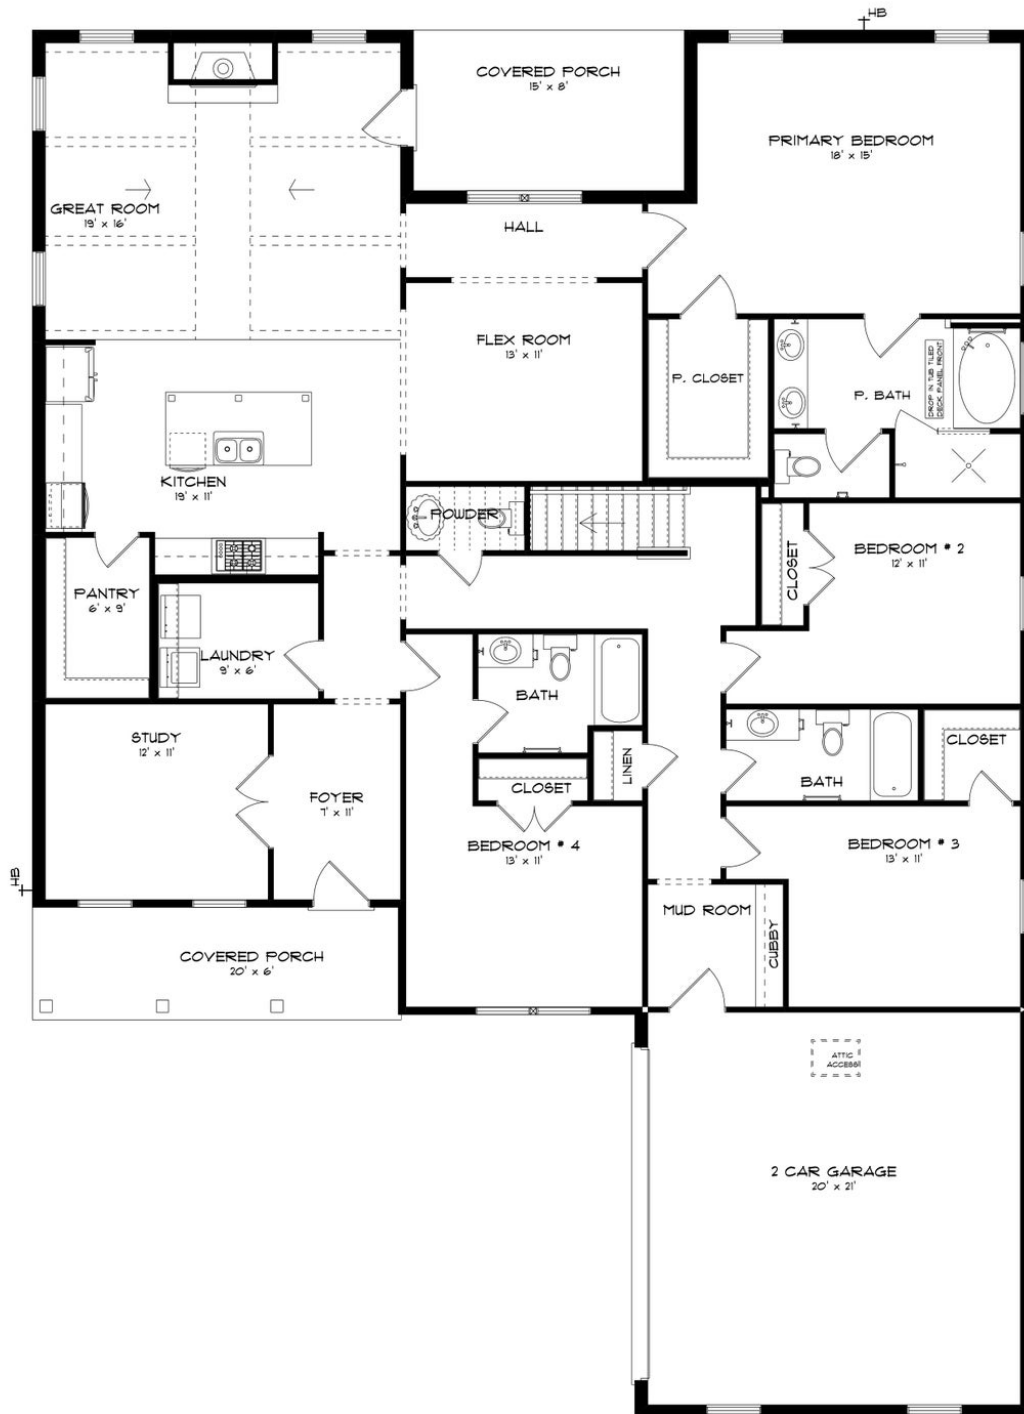 HB
COVERED PORCH
15' x 8'
PRIMARY BEDROOM
18' x 15'
GREAT ROOM
19' x 16'
HALL
FLEX ROOM
13' x 11'
P. CLOSET
P. BATH
DROP IN TUB TILED
DECK, PANEL FRONT
KITCHEN
19' x 11'
POWDER
CLOSET
BEDROOM # 2
12' x 11'
PANTRY
6' x 9'
LAUNDRY
9' x 6'
BATH
STUDY
12' x 11'
FOYER
7' x 11'
LINEN
CLOSET
BATH
CLOSET
BEDROOM # 4
13' x 11'
BEDROOM # 3
13' x 11'
HB
MUD ROOM
CUBBY
COVERED PORCH
20' x 6'
ATTIC
ACCESS
2 CAR GARAGE
20' x 21'